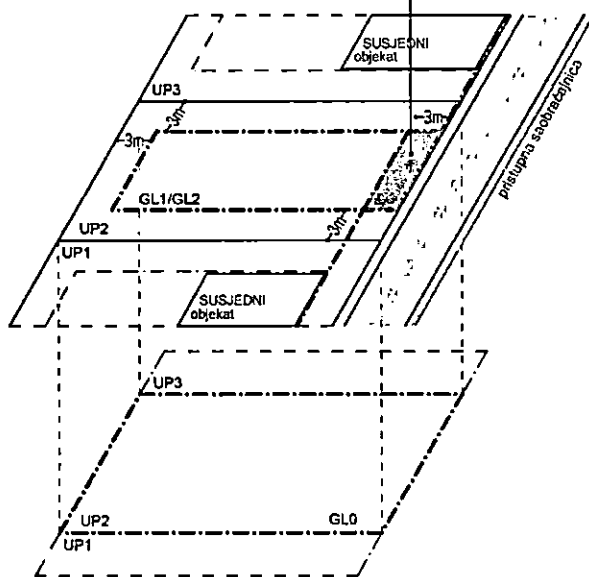 SUSJEDNI
objekat
UP3
3m
3m
3m
pristupna saobraćajnica
GL1/GL2
3m
UP2
UP1
SUSJEDNI
objekat
UP3
UP2
GL0
UP1